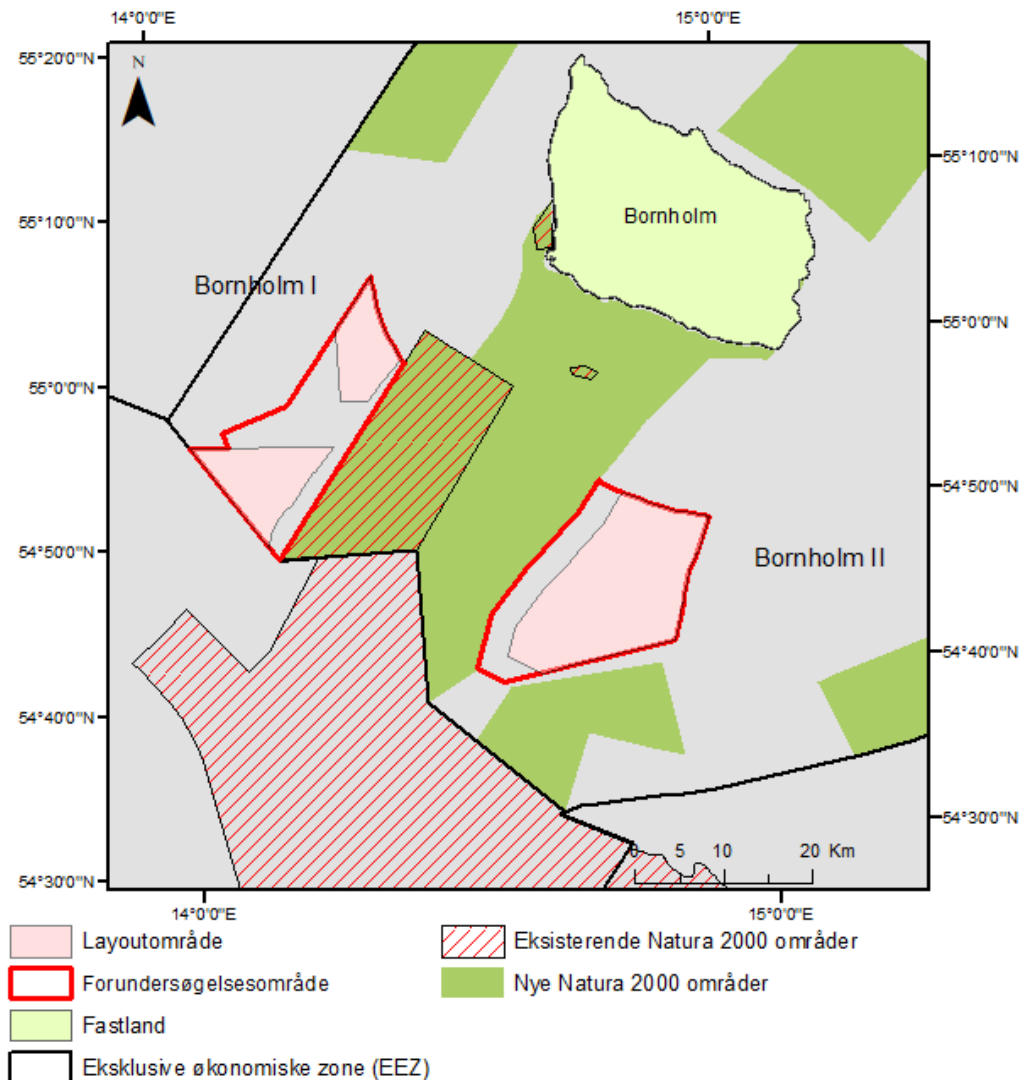 14°0'0"E 15°0'0"E
55°20'0"N
N
55°10'0"N
Bornholm
55°10'0"N
Bornholm I
55°0'0"N
55°0'0"N
54°50'0"N
54°50'0"N
Bornholm II
54°40'0"N
54°40'0"N
54°30'0"N
0 5 10 20 Km
54°30'0"N
14°0'0"E 15°0'0"E
Layoutområde
Eksisterende Natura 2000 områder
Forundersøgelsesområde
Nye Natura 2000 områder
Fastland
Eksklusive økonomiske zone (EEZ)